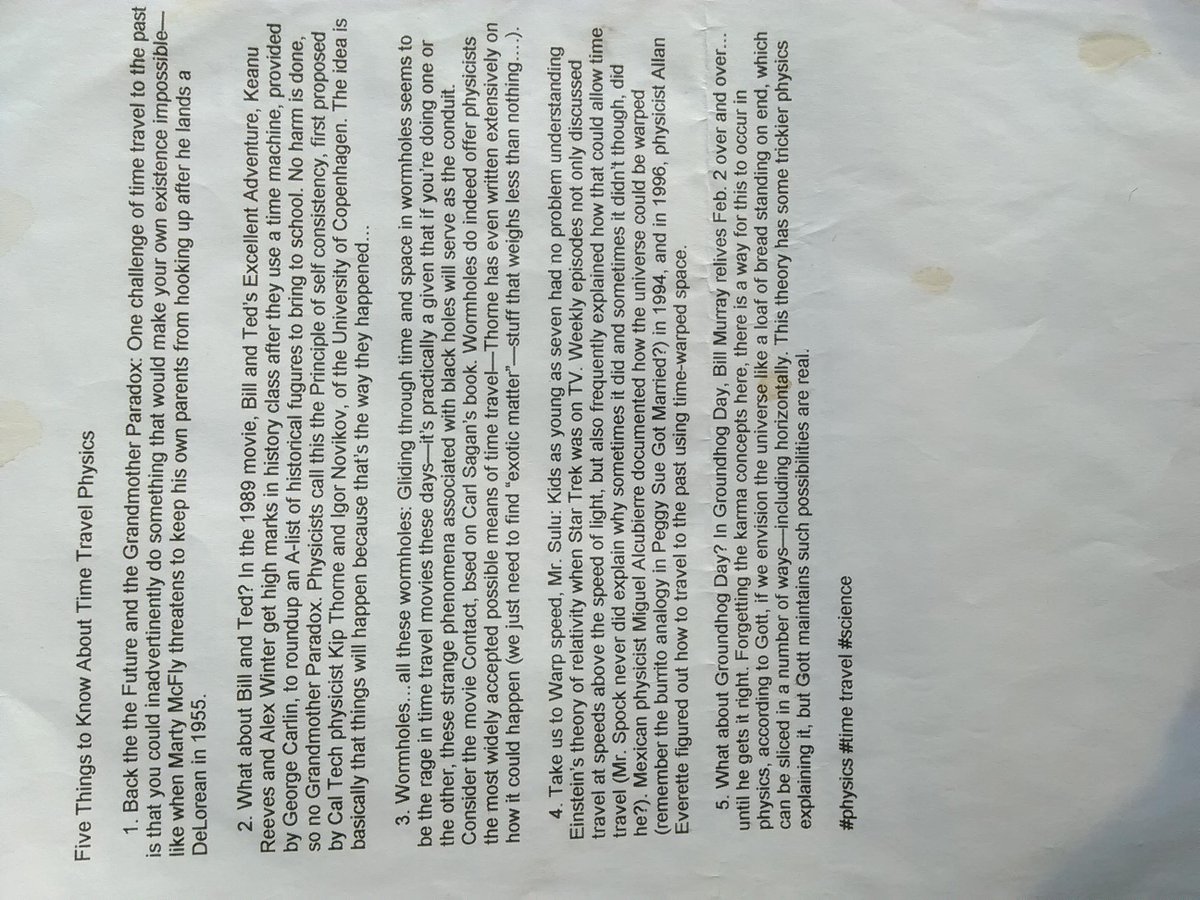 Five Things to Know About Time Travel Physics
1. Back the the Future and the Grandmother Paradox: One challenge of time travel to the past
is that you could inadvertently do something that would make your own existence impossible—
like when Marty McFly threatens to keep his own parents from hooking up after he lands a
DeLorean in 1955.
2. What about Bill and Ted? In the 1989 movie, Bill and Ted's Excellent Adventure, Keanu
Reeves and Alex Winter get high marks in history class after they use a time machine, provided
by George Carlin, to roundup an A-list of historical fugures to bring to school. No harm is done,
so no Grandmother Paradox. Physicists call this the Principle of self consistency, first proposed
by Cal Tech physicist Kip Thorne and Igor Novikov, of the University of Copenhagen. The idea is
basically that things will happen because that's the way they happened…
3. Wormholes…all these wormholes: Gliding through time and space in wormholes seems to
be the rage in time travel movies these days—it's practically a given that if you're doing one or
the other, these strange phenomena associated with black holes will serve as the conduit.
Consider the movie Contact, bsed on Carl Sagan's book. Wormholes do indeed offer physicists
the most widely accepted possible means of time travel—Thorne has even written extensively on
how it could happen (we just need to find “exotic matter”—stuff that weighs less than nothing….).
4. Take us to Warp speed, Mr. Sulu: Kids as young as seven had no problem understanding
Einstein's theory of relativity when Star Trek was on TV. Weekly episodes not only discussed
travel at speeds above the speed of light, but also frequently explained how that could allow time
travel (Mr. Spock never did explain why sometimes it did and sometimes it didn't though, did
he?). Mexican physicist Miguel Alcubierre documented how the universe could be warped
(remember the burrito analogy in Peggy Sue Got Married?) in 1994, and in 1996, physicist Allan
Everette figured out how to travel to the past using time-warped space.
5. What about Groundhog Day? In Groundhog Day, Bill Murray relives Feb. 2 over and over…
until he gets it right. Forgetting the karma concepts here, there is a way for this to occur in
physics, according to Gott, if we envision the universe like a loaf of bread standing on end, which
can be sliced in a number of ways—including horizontally. This theory has some trickier physics
explaining it, but Gott maintains such possibilities are real.
#physics #time travel #science